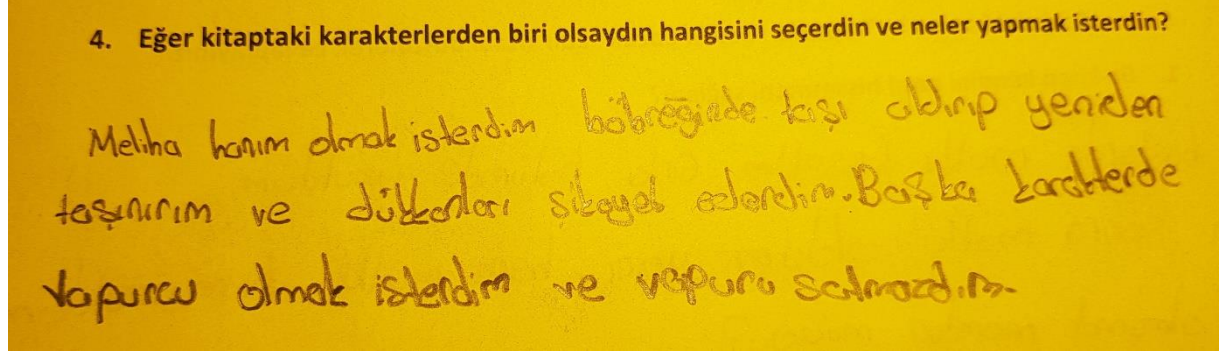 4. Eğer kitaptaki karakterlerden biri olsaydın hangisini seçerdin ve neler yapmak isterdin?
Meliha hanım olmak isterdim böbreğinde taşı aldırıp yeniden
taşınırım ve dükkanları şikayet ederdim. Başka karakterde
Vapurcu olmak isterdim ve vapuru satmazdım.